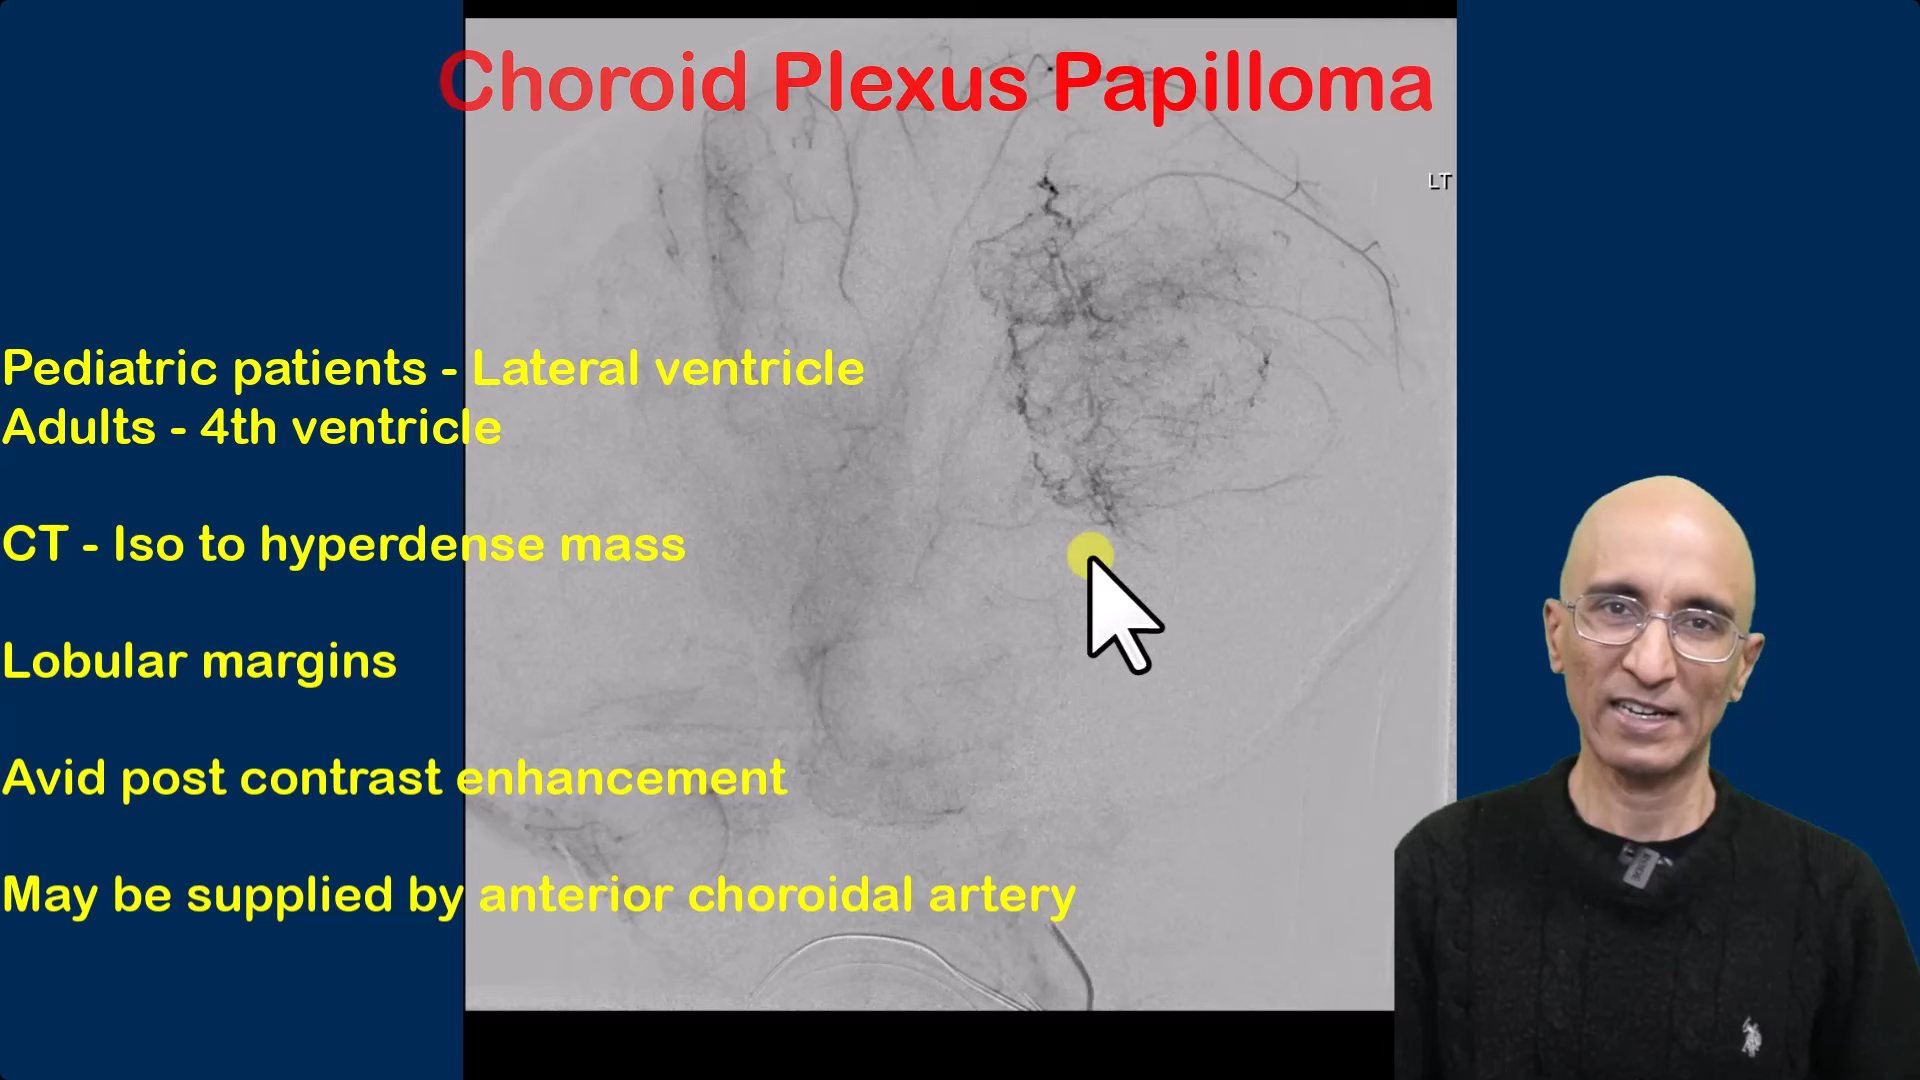 Choroid Plexus Papilloma
LT
Pediatric patients - Lateral ventricle
Adults - 4th ventricle
CT - Iso to hyperdense mass
Lobular margins
Avid post contrast enhancement
May be supplied by anterior choroidal artery